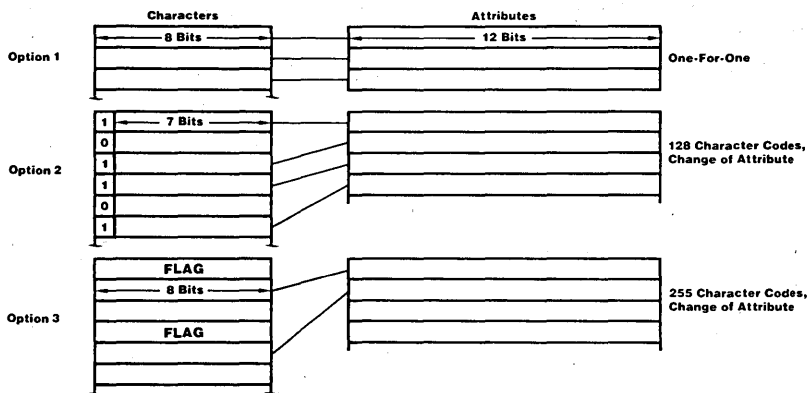 Characters
Attributes
8 Bits
12 Bits
Option 1
One-For-One
1
7 Bits
0
1
1
0
1
Option 2
128 Character Codes,
Change of Attribute
FLAG
8 Bits
FLAG
Option 3
255 Character Codes,
Change of Attribute